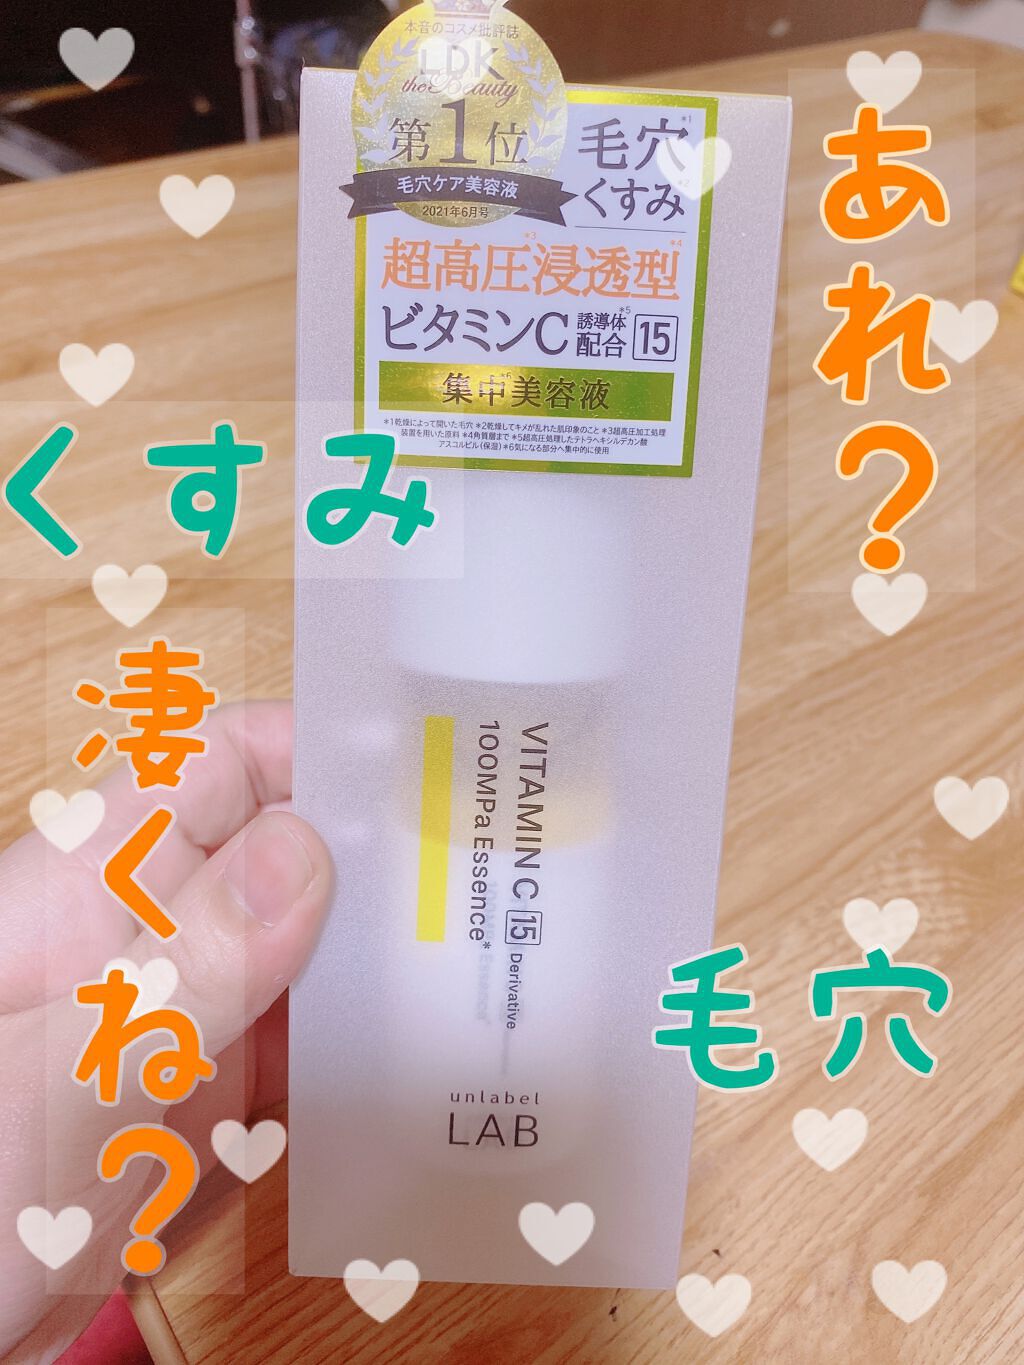 本音のコスメ批評誌
LDK
the Beauty
第1位
毛穴ケア美容液
2021年6月号
毛穴*1
くすみ*2
超高圧*3浸透型*4
ビタミンC誘導体*5配合 15
集中*6美容液
*1乾燥によって開いた毛穴 *2乾燥してキメが乱れた肌印象のこと *3超高圧加工処理
装置を用いた原料 *4角質層まで *5超高圧処理したテトラヘキシルデカン酸
アスコルビル(保湿) *6気になる部分へ集中的に使用
あれ?
くすみ
凄くね?
毛穴
VITAMIN C 15 Derivative
100MPa Essence*
unlabel
LAB